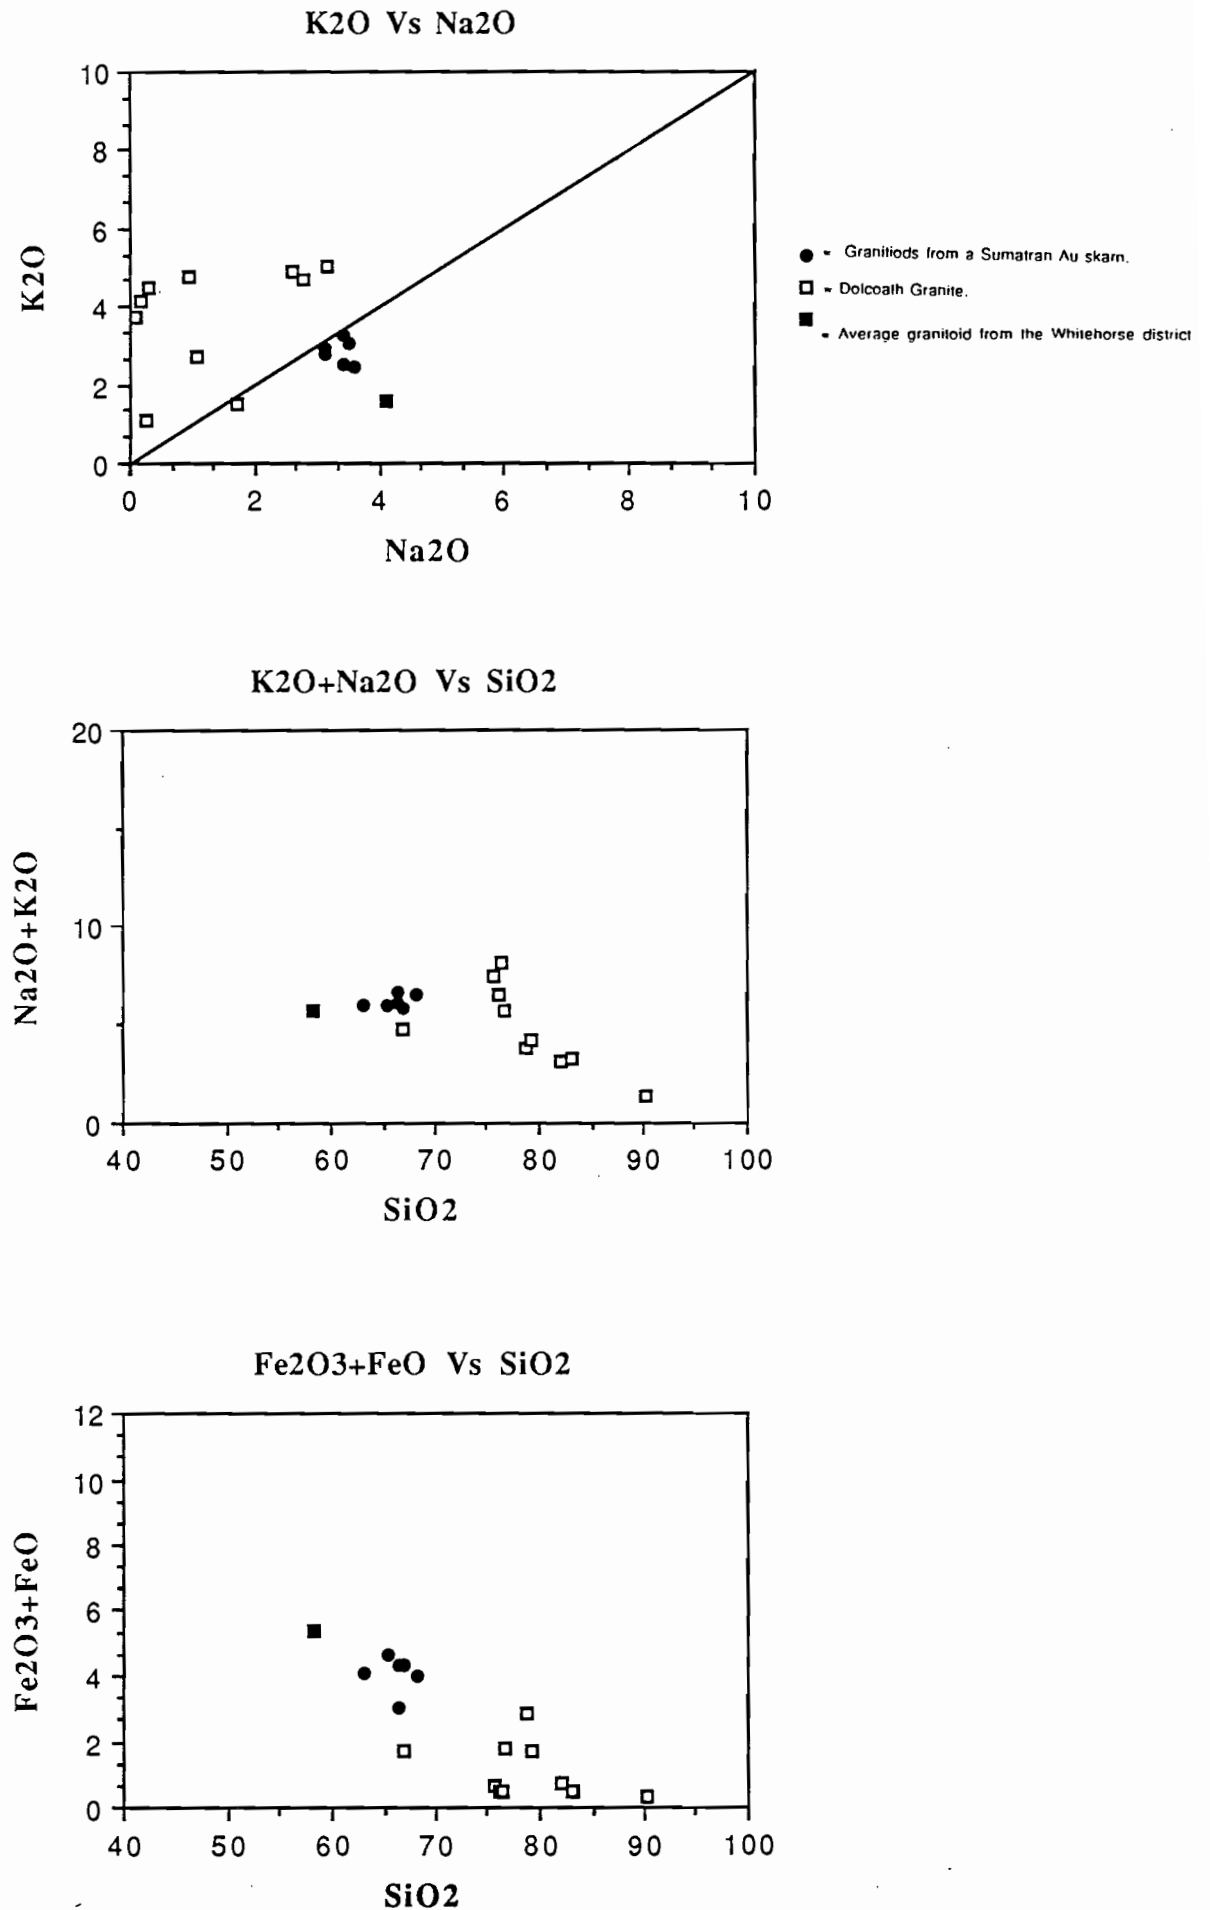 K2O Vs Na2O
10
8
6
4
2
0
K2O
0 2 4 6 8 10
Na2O
= Granitiods from a Sumatran Au skarn.
= Dolcoath Granite.
= Average granitoid from the Whitehorse district
K2O+Na2O Vs SiO2
20
10
0
Na2O+K2O
40 50 60 70 80 90 100
SiO2
Fe2O3+FeO Vs SiO2
12
10
8
6
4
2
0
Fe2O3+FeO
40 50 60 70 80 90 100
SiO2